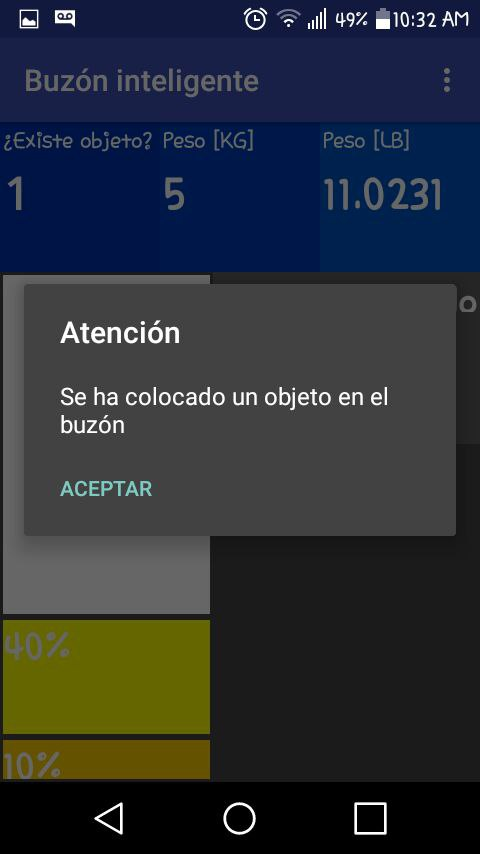 49% 10:32 AM
Buzón inteligente
¿Existe objeto? Peso [KG] Peso [LB]
1 5 11.0231
Atención
Se ha colocado un objeto en el
buzón
ACEPTAR
40%
10%